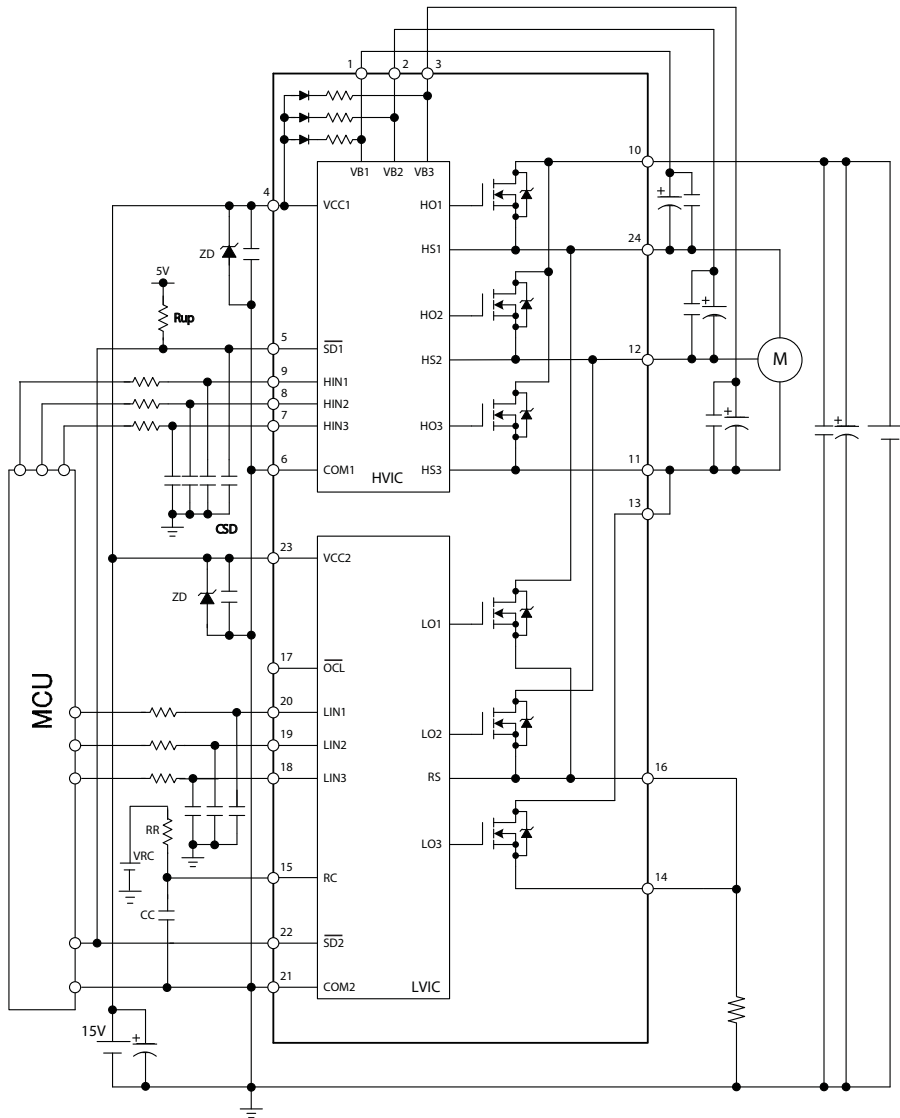 1
2
3
VB1
VB2
VB3
10
4
VCC1
HO1
ZD
HS1
24
5V
Rup
HO2
5
SD1
HS2
12
M
9
HIN1
8
HIN2
7
HIN3
HO3
6
COM1
HS3
11
HVIC
13
CSD
23
VCC2
ZD
LO1
17
OCL
MCU
20
LIN1
19
LIN2
LO2
18
LIN3
RS
16
RR
VRC
LO3
15
RC
14
CC
22
SD2
21
COM2
LVIC
15V
+
+
+
+
+